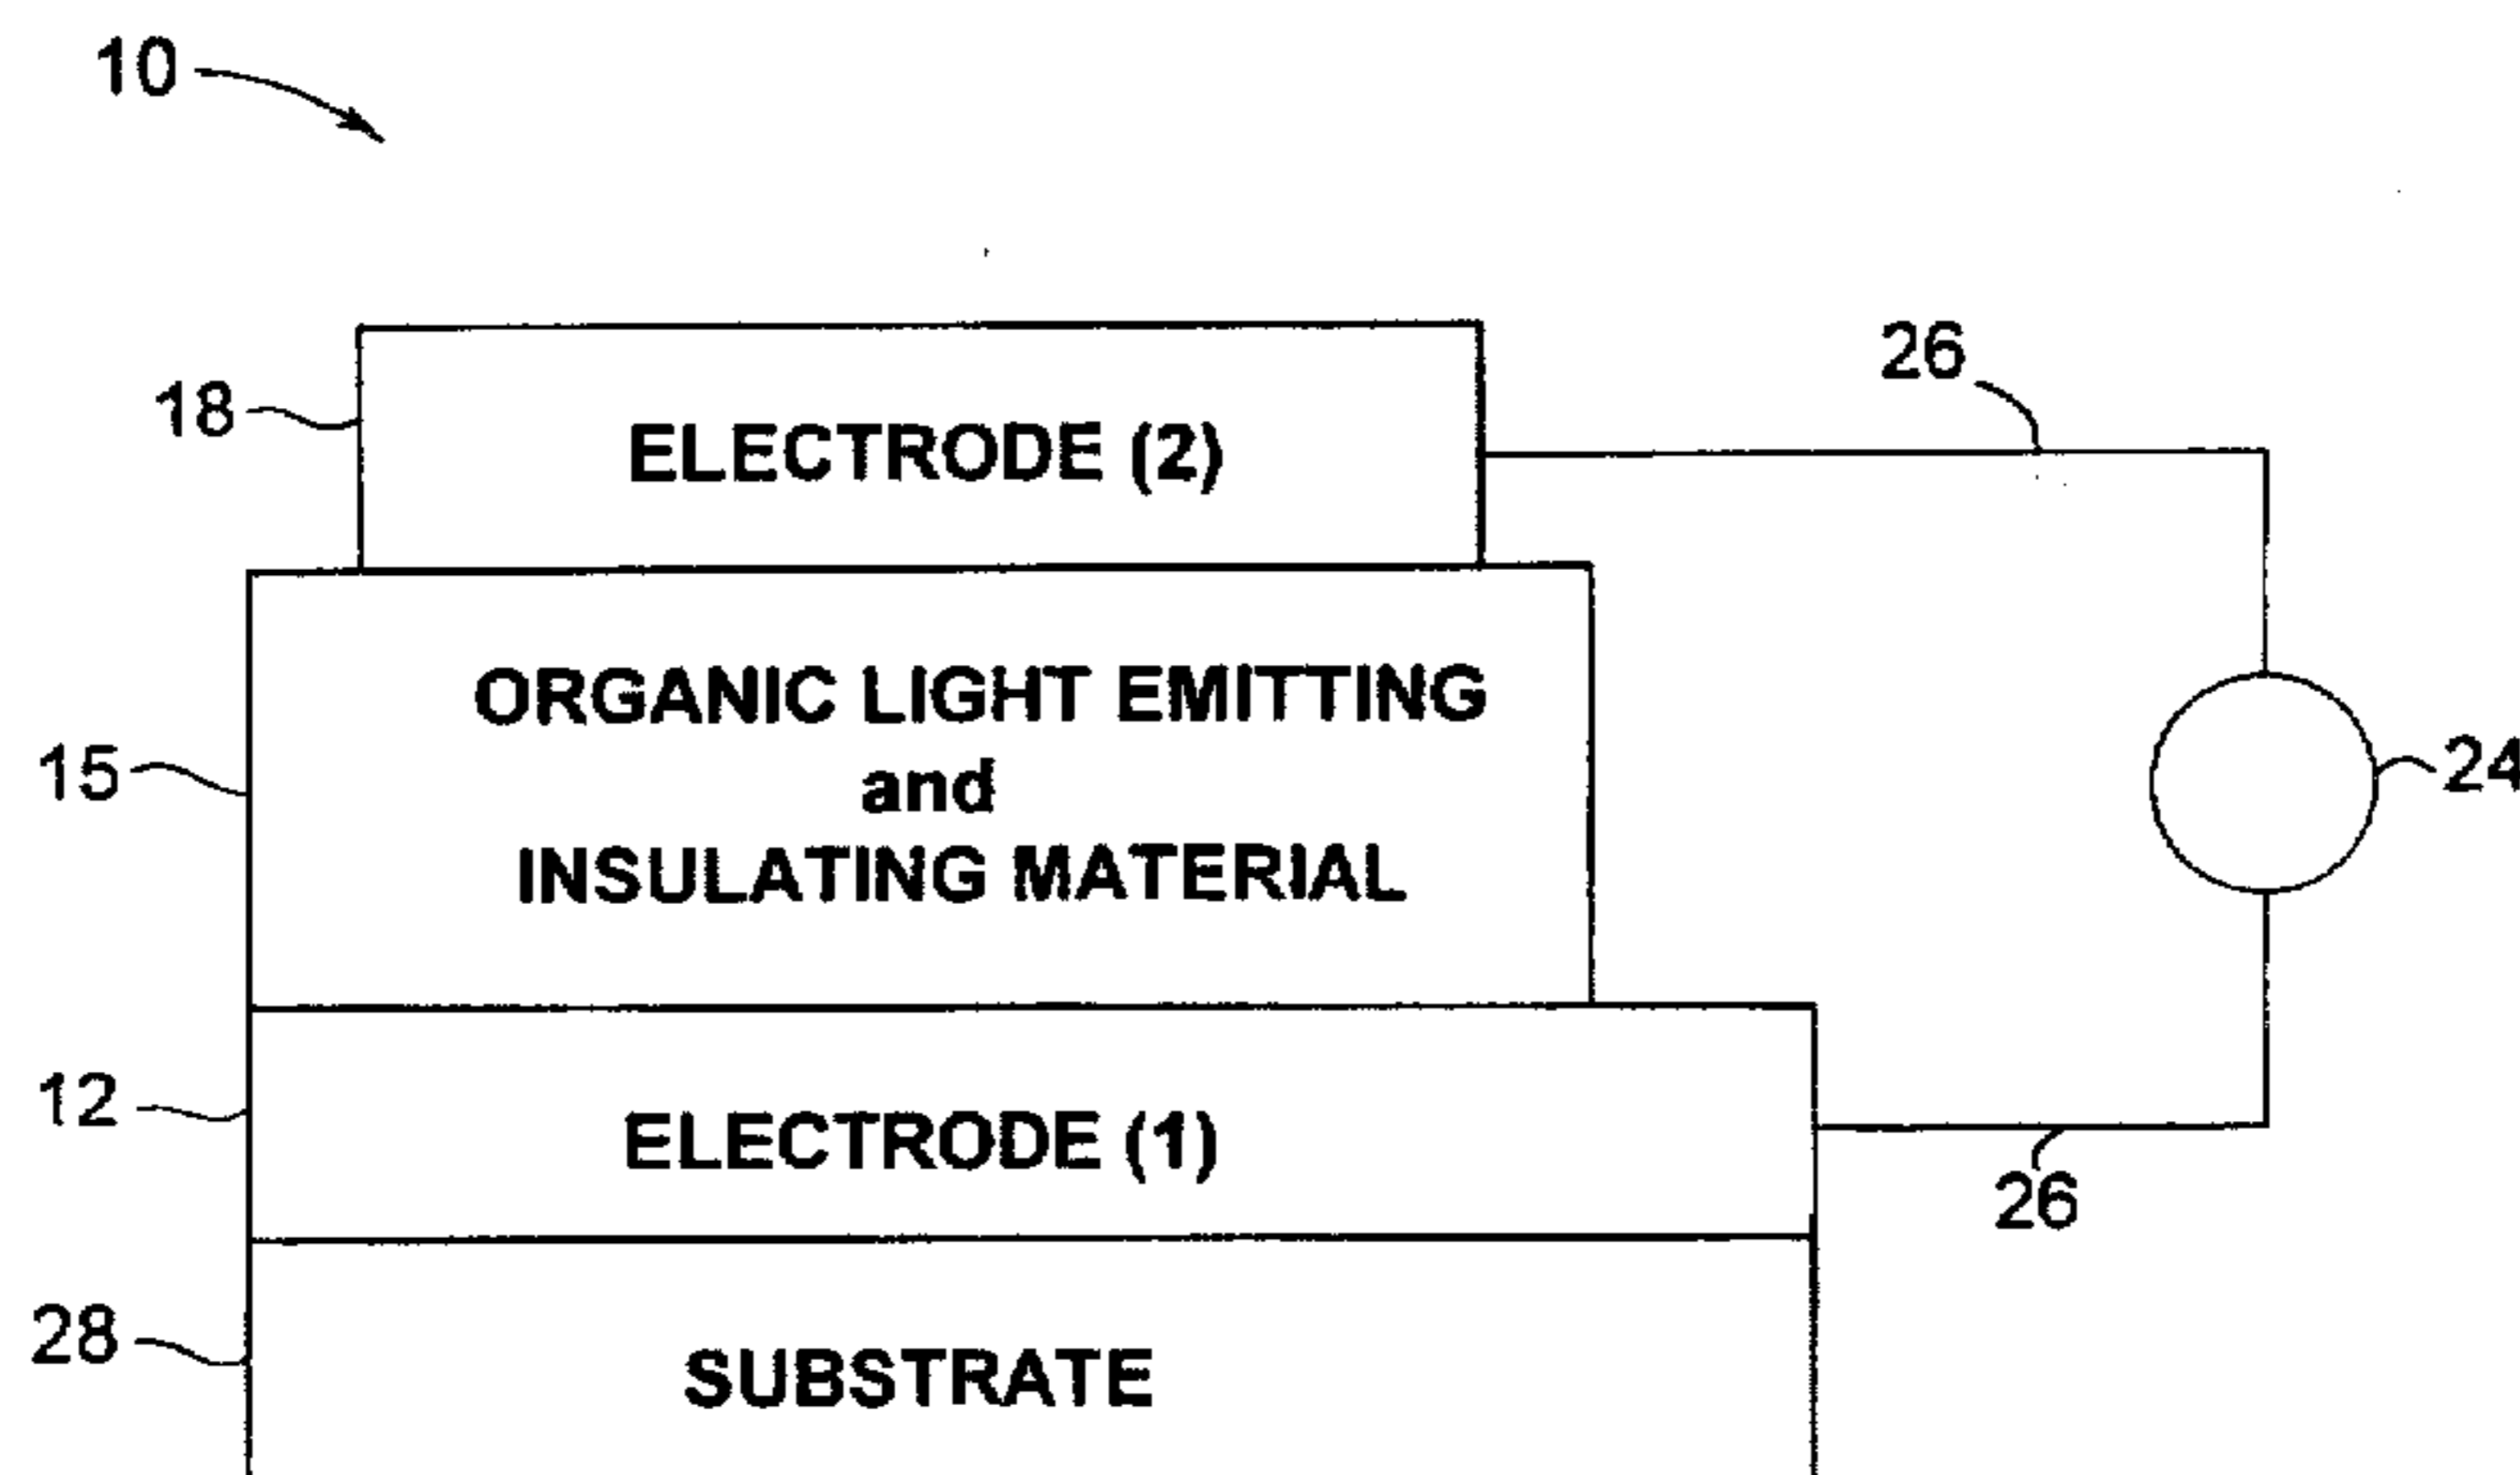 10
18
ELECTRODE (2)
26
15
ORGANIC LIGHT EMITTING
and
INSULATING MATERIAL
24
12
ELECTRODE (1)
26
28
SUBSTRATE